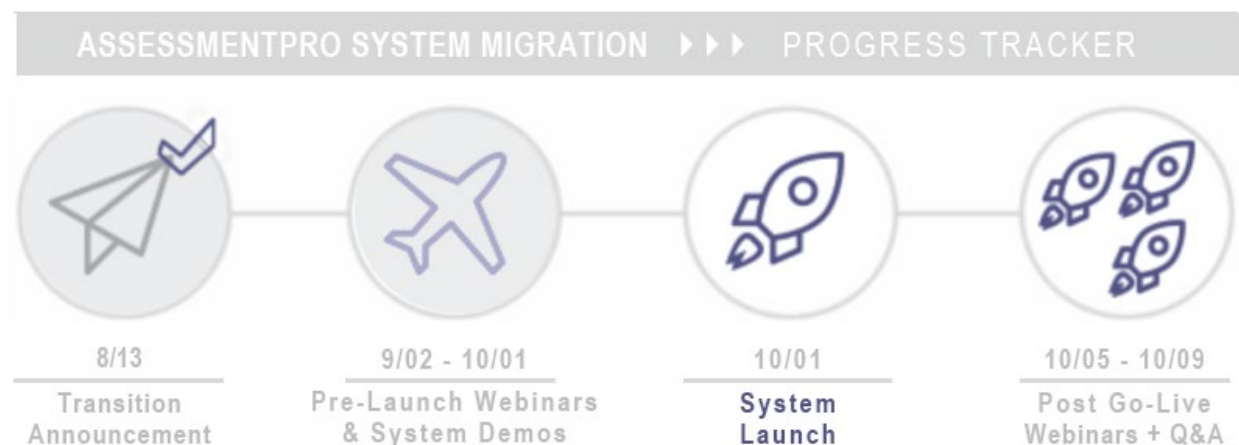 ASSESSMENTPRO SYSTEM MIGRATION PROGRESS TRACKER
8/13
Transition
Announcement
9/02 - 10/01
Pre-Launch Webinars
& System Demos
10/01
System
Launch
10/05 - 10/09
Post Go-Live
Webinars + Q&A